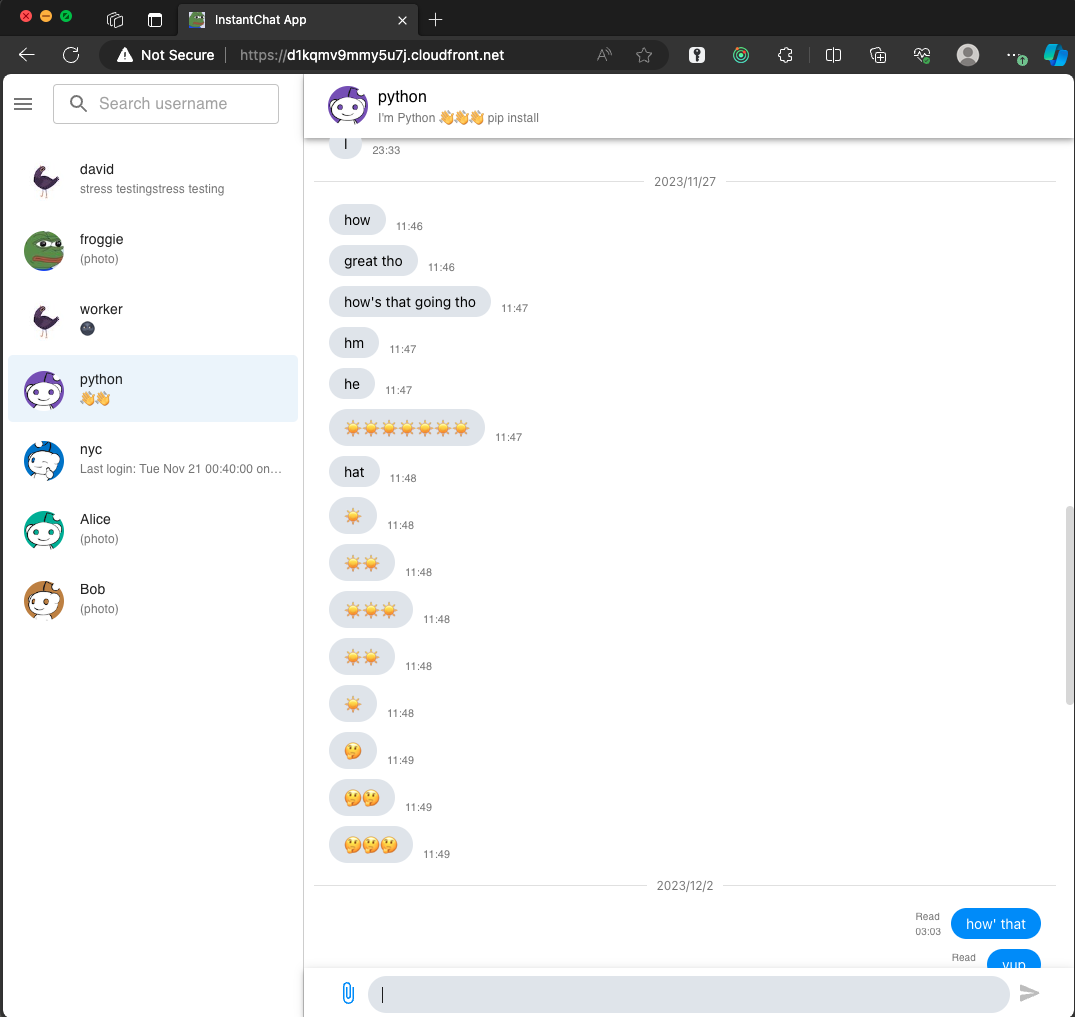 InstantChat App
Not Secure
https://d1kqmv9mmy5u7j.cloudfront.net
Search username
david
stress testingstress testing
froggie
(photo)
worker
🌚
python
👋👋
nyc
Last login: Tue Nov 21 00:40:00 on…
Alice
(photo)
Bob
(photo)
python
I'm Python 👋👋👋 pip install
23:33
2023/11/27
how 11:46
great tho 11:46
how's that going tho 11:47
hm 11:47
he 11:47
☀️☀️☀️☀️☀️☀️☀️ 11:47
hat 11:48
☀️ 11:48
☀️☀️ 11:48
☀️☀️☀️ 11:48
☀️☀️ 11:48
☀️ 11:48
🤔 11:49
🤔🤔 11:49
🤔🤔🤔 11:49
2023/12/2
Read
03:03 how' that
Read yup